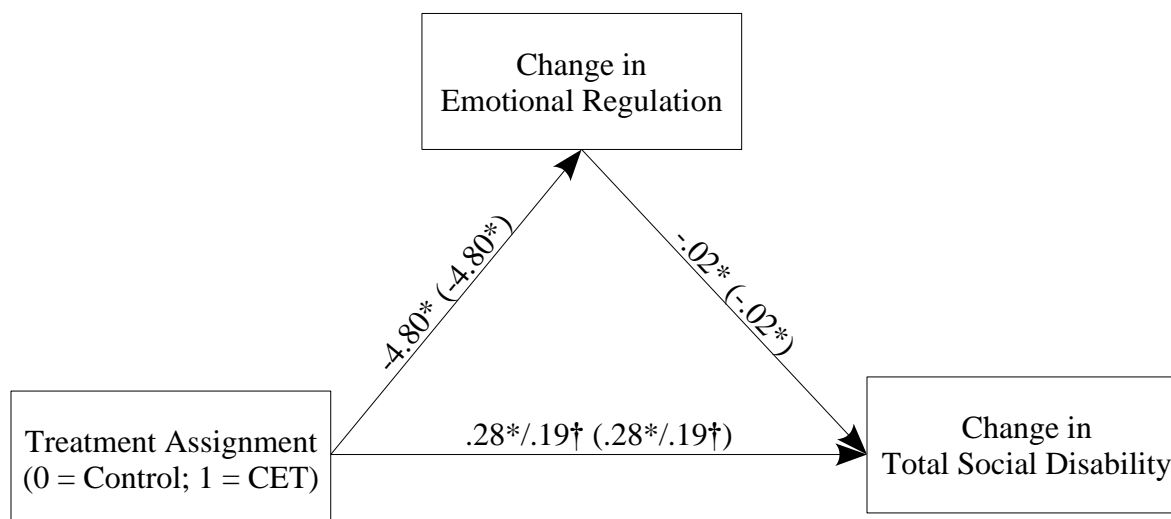 Change in
Emotional Regulation
-4.80* (-4.80*)
-.02* (-.02*)
Treatment Assignment
(0 = Control; 1 = CET)
.28*/.19† (.28*/.19†)
Change in
Total Social Disability